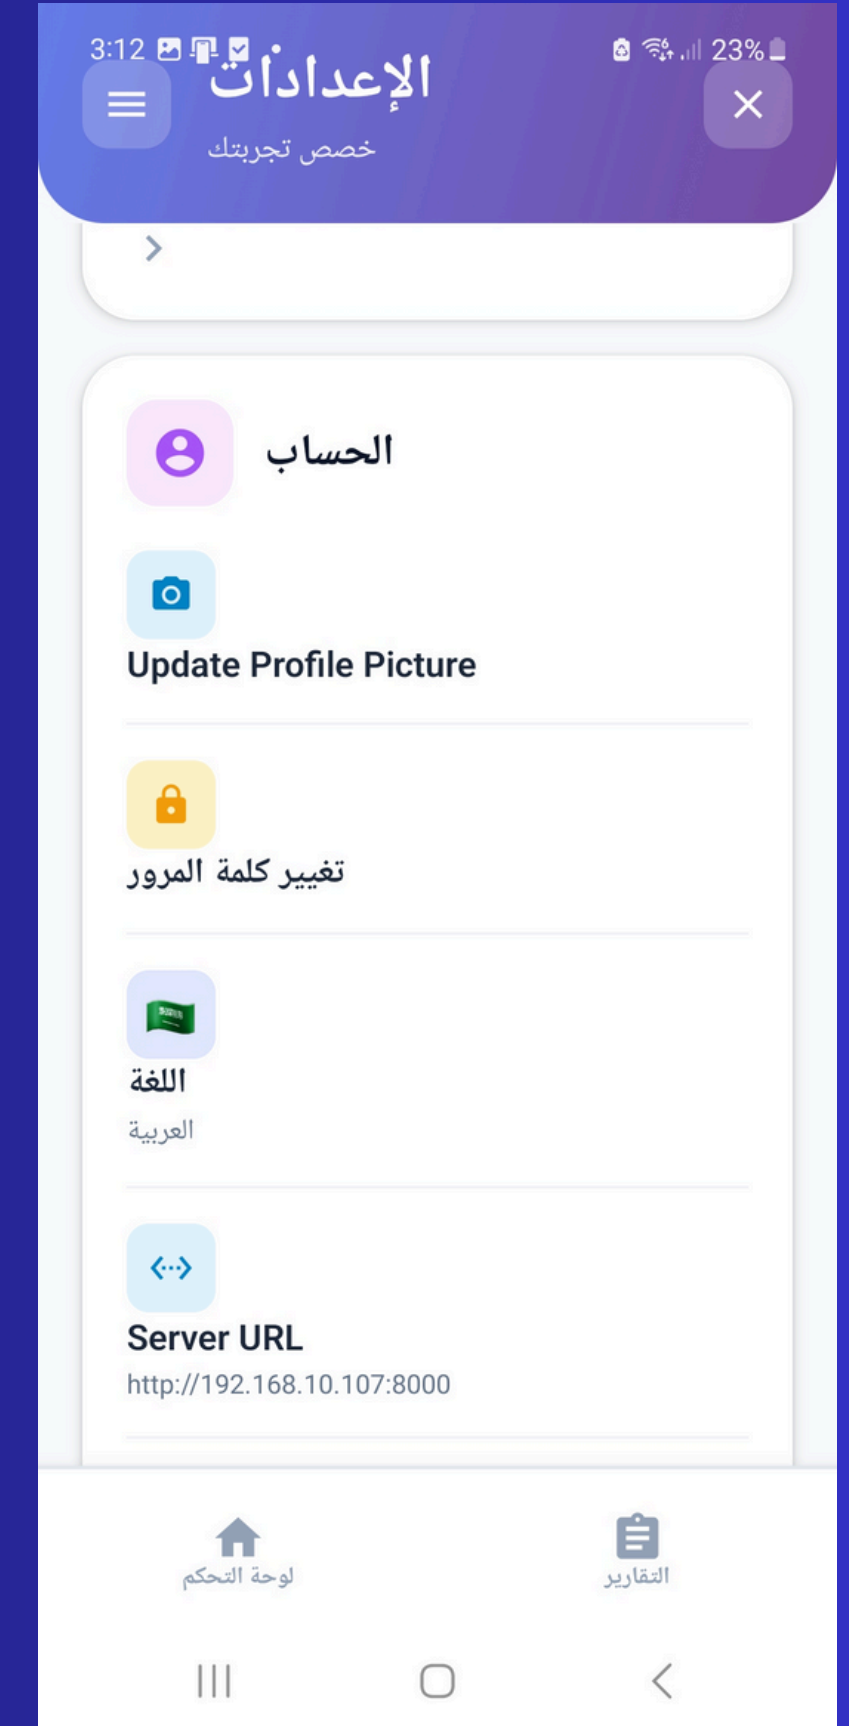 3:12
23%
الإعدادات
خصص تجربتك
الحساب
Update Profile Picture
تغيير كلمة المرور
اللغة
العربية
Server URL
http://192.168.10.107:8000
لوحة التحكم
التقارير